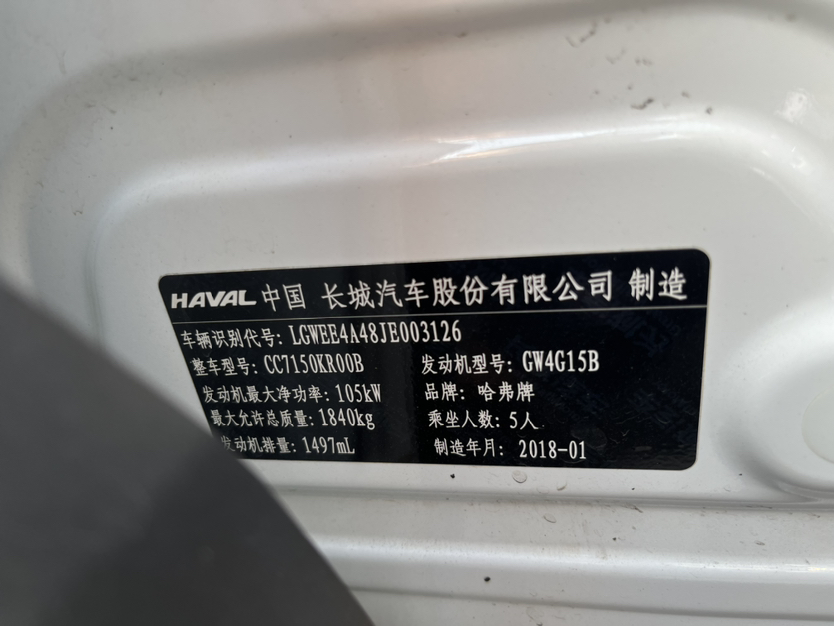 HAVAL 中国 长城汽车股份有限公司 制造
车辆识别代号: LGWEE4A48JE003126
整车型号: CC7150KR00B 发动机型号: GW4G15B
发动机最大净功率: 105kW 品牌: 哈弗牌
最大允许总质量: 1840kg 乘坐人数: 5人
发动机排量: 1497mL 制造年月: 2018-01